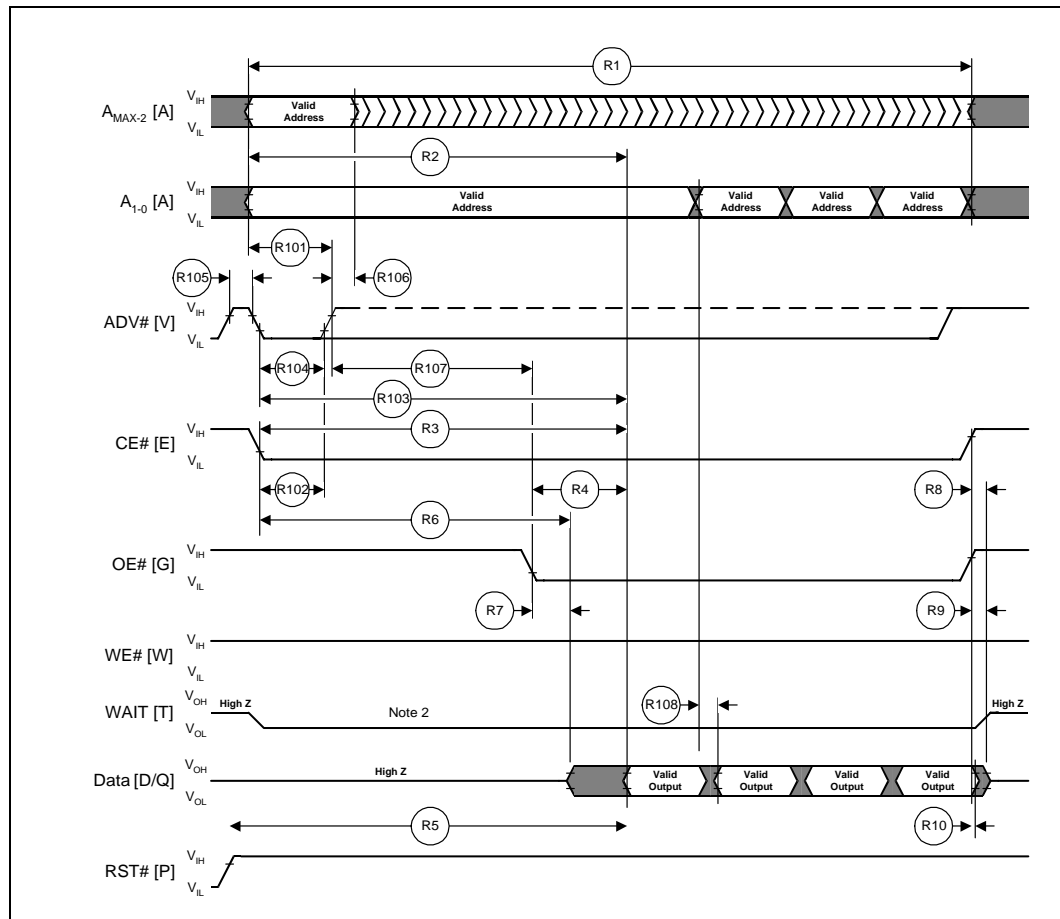 R1
VIH
Valid
Address
AMAX-2 [A]
VIL
R2
VIH
Valid
Address
Valid
Address
Valid
Address
Valid
Address
A1-0 [A]
VIL
R101
R105
R106
VIH
ADV# [V]
VIL
R104
R107
R103
VIH
R3
CE# [E]
VIL
R102
R4
R8
R6
VIH
OE# [G]
VIL
R7
R9
VIH
WE# [W]
VIL
VOH
High Z
High Z
WAIT [T]
Note 2
R108
VOL
VOH
High Z
Valid
Output
Valid
Output
Valid
Output
Valid
Output
Data [D/Q]
VOL
R5
R10
VIH
RST# [P]
VIL